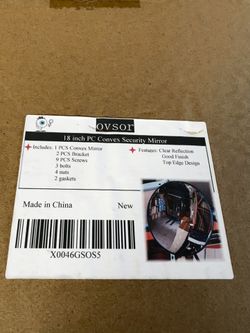 ovsor
18 inch PC Convex Security Mirror
Includes: 1 PCS Convex Mirror
2 PCS Bracket
9 PCS Screws
3 bolts
4 nuts
2 gaskets
Features: Clear Reflection
Good Finish
Top Edge Design
Made in China
New
X0046GSOS5